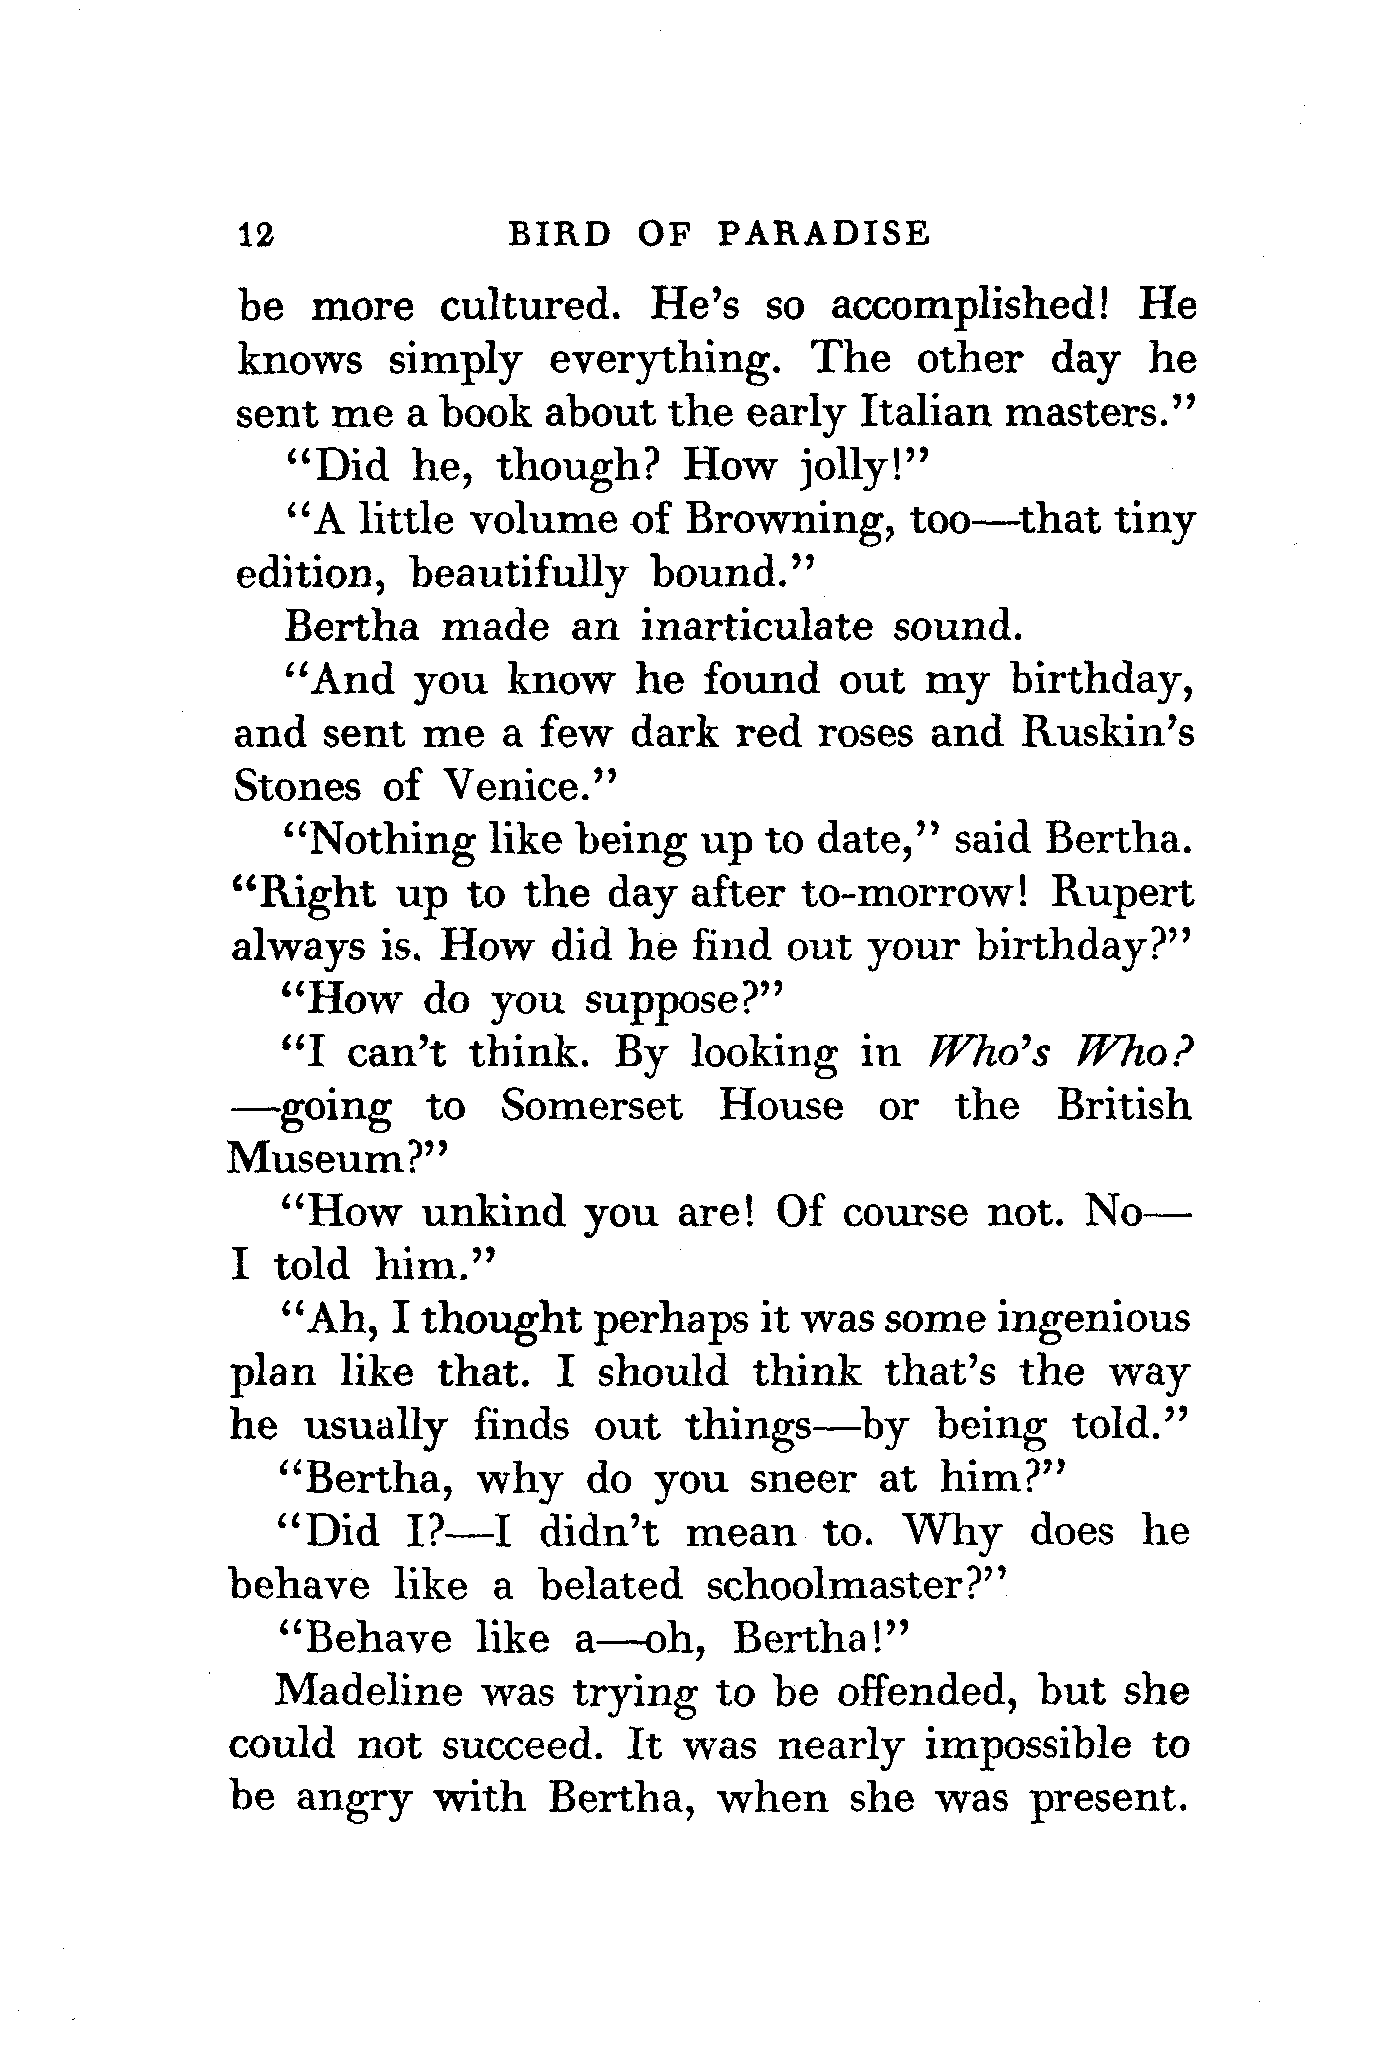 12 BIRD OF PARADISE
be more cultured. He's so accomplished! He
knows simply everything. The other day he
sent me a book about the early Italian masters."
"Did he, though? How jolly!"
"A little volume of Browning, too—that tiny
edition, beautifully bound."
Bertha made an inarticulate sound.
"And you know he found out my birthday,
and sent me a few dark red roses and Ruskin's
Stones of Venice."
"Nothing like being up to date," said Bertha.
"Right up to the day after to-morrow! Rupert
always is. How did he find out your birthday?"
"How do you suppose?"
"I can't think. By looking in Who's Who?
—going to Somerset House or the British
Museum?"
"How unkind you are! Of course not. No—
I told him."
"Ah, I thought perhaps it was some ingenious
plan like that. I should think that's the way
he usually finds out things—by being told."
"Bertha, why do you sneer at him?"
"Did I?—I didn't mean to. Why does he
behave like a belated schoolmaster?"
"Behave like a—oh, Bertha!"
Madeline was trying to be offended, but she
could not succeed. It was nearly impossible to
be angry with Bertha, when she was present.